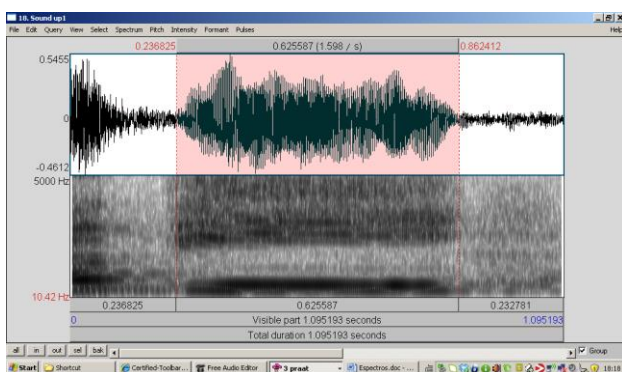 18. Sound up1
File Edit Query View Select Spectrum Pitch Intensity Formant Pulses Help
0.236825 0.625587 (1.598 / s) 0.862412
0.5455
0
-0.4612
5000 Hz
10.42 Hz
0.236825 0.625587 0.232781
0 Visible part 1.095193 seconds 1.095193
Total duration 1.095193 seconds
all in out sel bak Group
Start Shortcut Certified-Toolbar... Free Audio Editor 3 praat Espectros.doc - ... 18:18